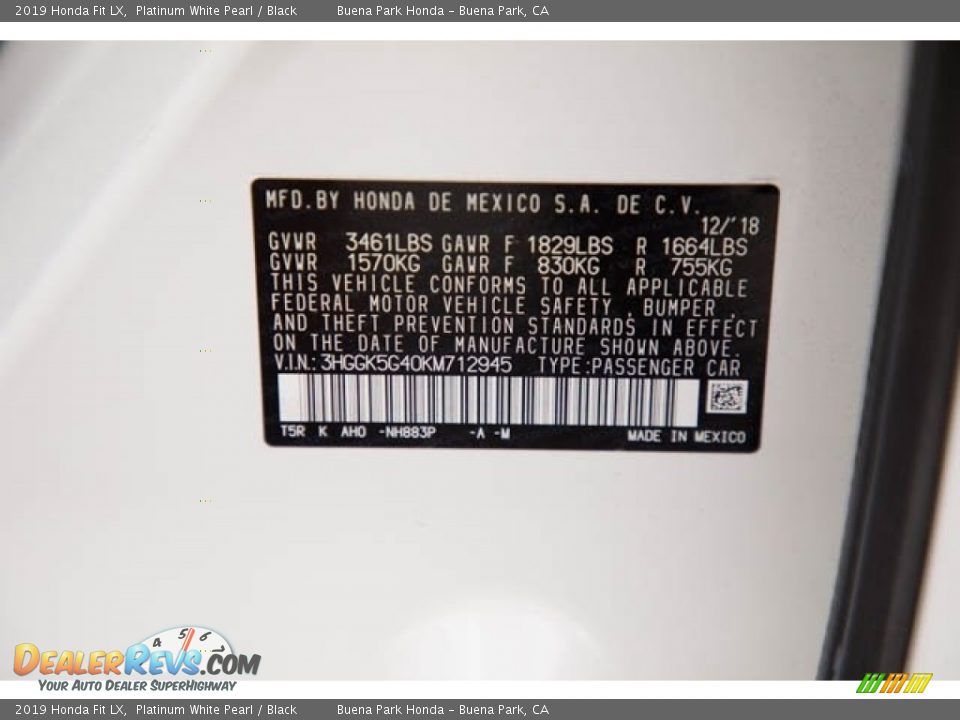 2019 Honda Fit LX,  Platinum White Pearl / Black          Buena Park Honda - Buena Park, CA
MFD.BY HONDA DE MEXICO S.A. DE C.V.
12/'18
GVWR 3461LBS GAWR F 1829LBS R 1664LBS
GVWR 1570KG GAWR F 830KG R 755KG
THIS VEHICLE CONFORMS TO ALL APPLICABLE
FEDERAL MOTOR VEHICLE SAFETY, BUMPER,
AND THEFT PREVENTION STANDARDS IN EFFECT
ON THE DATE OF MANUFACTURE SHOWN ABOVE.
V.I.N.: 3HGGK5G40KM712945 TYPE:PASSENGER CAR
T5R K AH0 -NH883P -A -M MADE IN MEXICO
4 5 6
DEALERREVS.COM
YOUR AUTO DEALER SUPERHIGHWAY
2019 Honda Fit LX,  Platinum White Pearl / Black          Buena Park Honda - Buena Park, CA